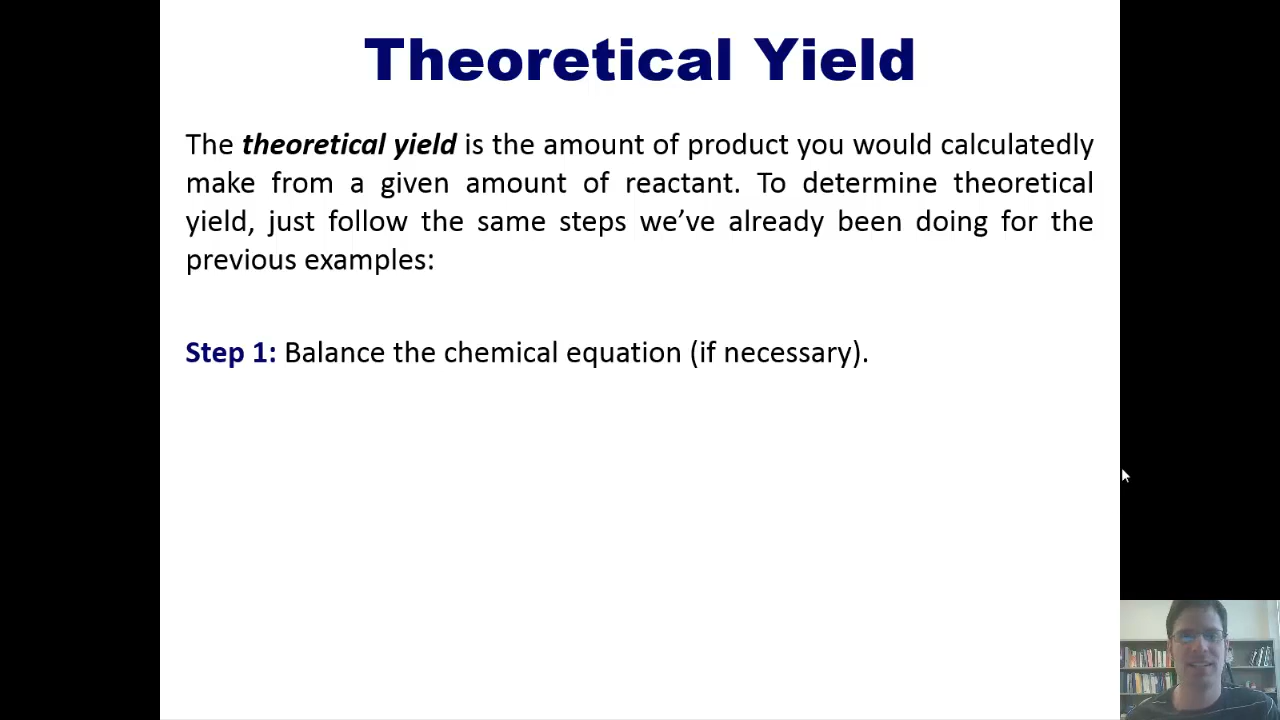 Theoretical Yield
The theoretical yield is the amount of product you would calculatedly
make from a given amount of reactant. To determine theoretical
yield, just follow the same steps we’ve already been doing for the
previous examples:
Step 1: Balance the chemical equation (if necessary).